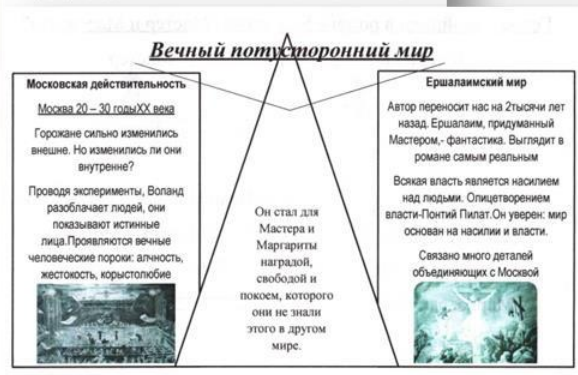 Вечный потусторонний мир
Московская действительность
Москва 20 – 30 годыXX века
Горожане сильно изменились
внешне. Но изменились ли они
внутренне?
Проводя эксперименты, Воланд
разоблачает людей, они
показывают истинные
лица.Проявляются вечные
человеческие пороки: алчность,
жестокость, корыстолюбие
Он стал для
Мастера и
Маргариты
наградой,
свободой и
покоем, которого
они не знали
этого в другом
мире.
Ершалаимский мир
Автор переносит нас на 2тысячи лет
назад. Ершалаим, придуманный
Мастером,- фантастика. Выглядит в
романе самым реальным
Всякая власть является насилием
над людьми. Олицетворением
власти-Понтий Пилат.Он уверен: мир
основан на насилии и власти.
Связано много деталей
объединяющих с Москвой